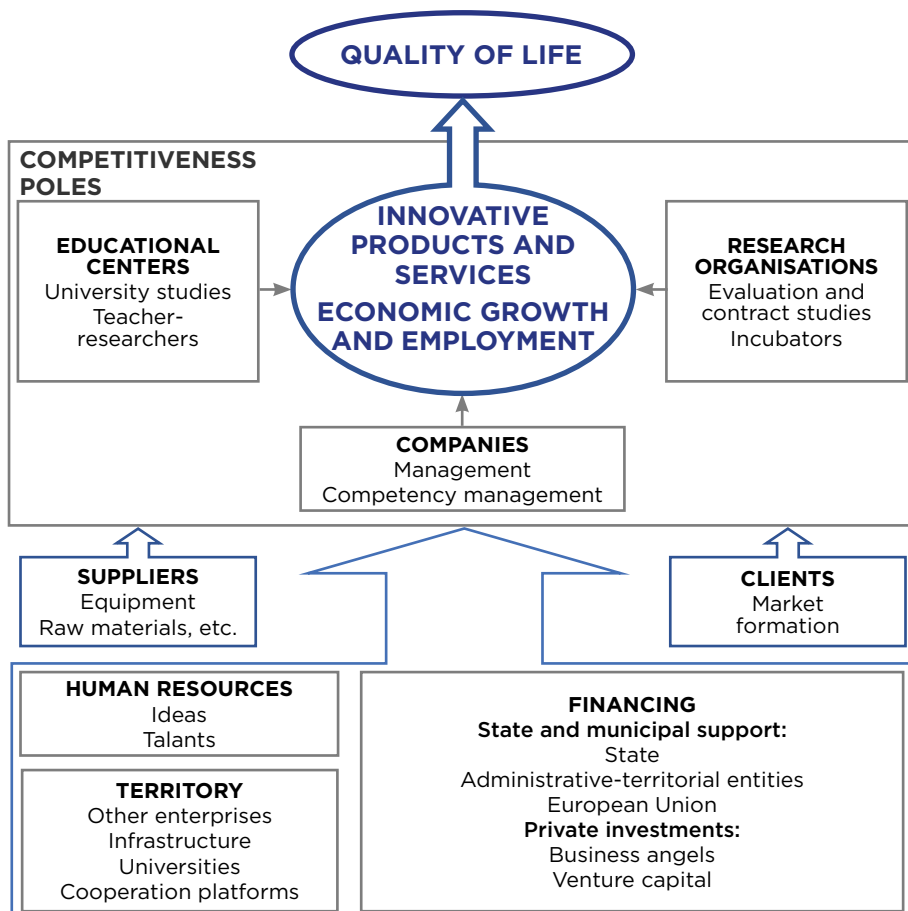 QUALITY OF LIFE
COMPETITIVENESS
POLES
EDUCATIONAL
CENTERS
University studies
Teacher-
researchers
INNOVATIVE
PRODUCTS AND
SERVICES
ECONOMIC GROWTH
AND EMPLOYMENT
RESEARCH
ORGANISATIONS
Evaluation and
contract studies
Incubators
COMPANIES
Management
Competency management
SUPPLIERS
Equipment
Raw materials, etc.
CLIENTS
Market
formation
HUMAN RESOURCES
Ideas
Talants
TERRITORY
Other enterprises
Infrastructure
Universities
Cooperation platforms
FINANCING
State and municipal support:
State
Administrative-territorial entities
European Union
Private investments:
Business angels
Venture capital